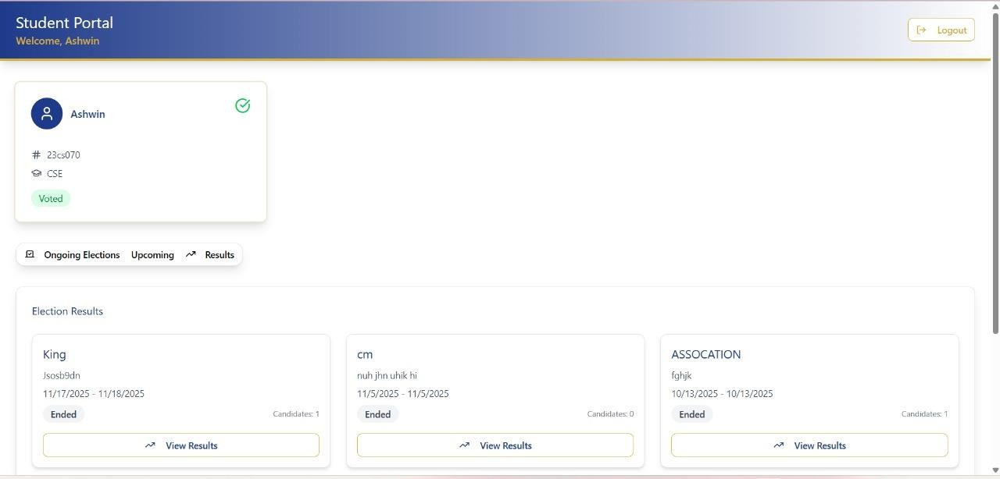 Student Portal
Welcome, Ashwin
Logout
Ashwin
23cs070
CSE
Voted
Ongoing Elections Upcoming Results
Election Results
King
Jsosb9dn
11/17/2025 - 11/18/2025
Ended Candidates: 1
View Results
cm
nuh jhn uhik hi
11/5/2025 - 11/5/2025
Ended Candidates: 0
View Results
ASSOCATION
fghjk
10/13/2025 - 10/13/2025
Ended Candidates: 1
View Results